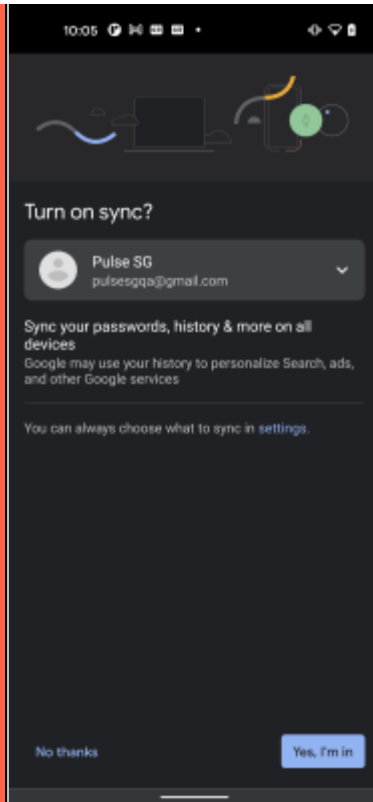 10:05
Turn on sync?
Pulse SG
pulsesgqa@gmail.com
Sync your passwords, history & more on all
devices
Google may use your history to personalize Search, ads,
and other Google services
You can always choose what to sync in settings.
No thanks
Yes, I'm in